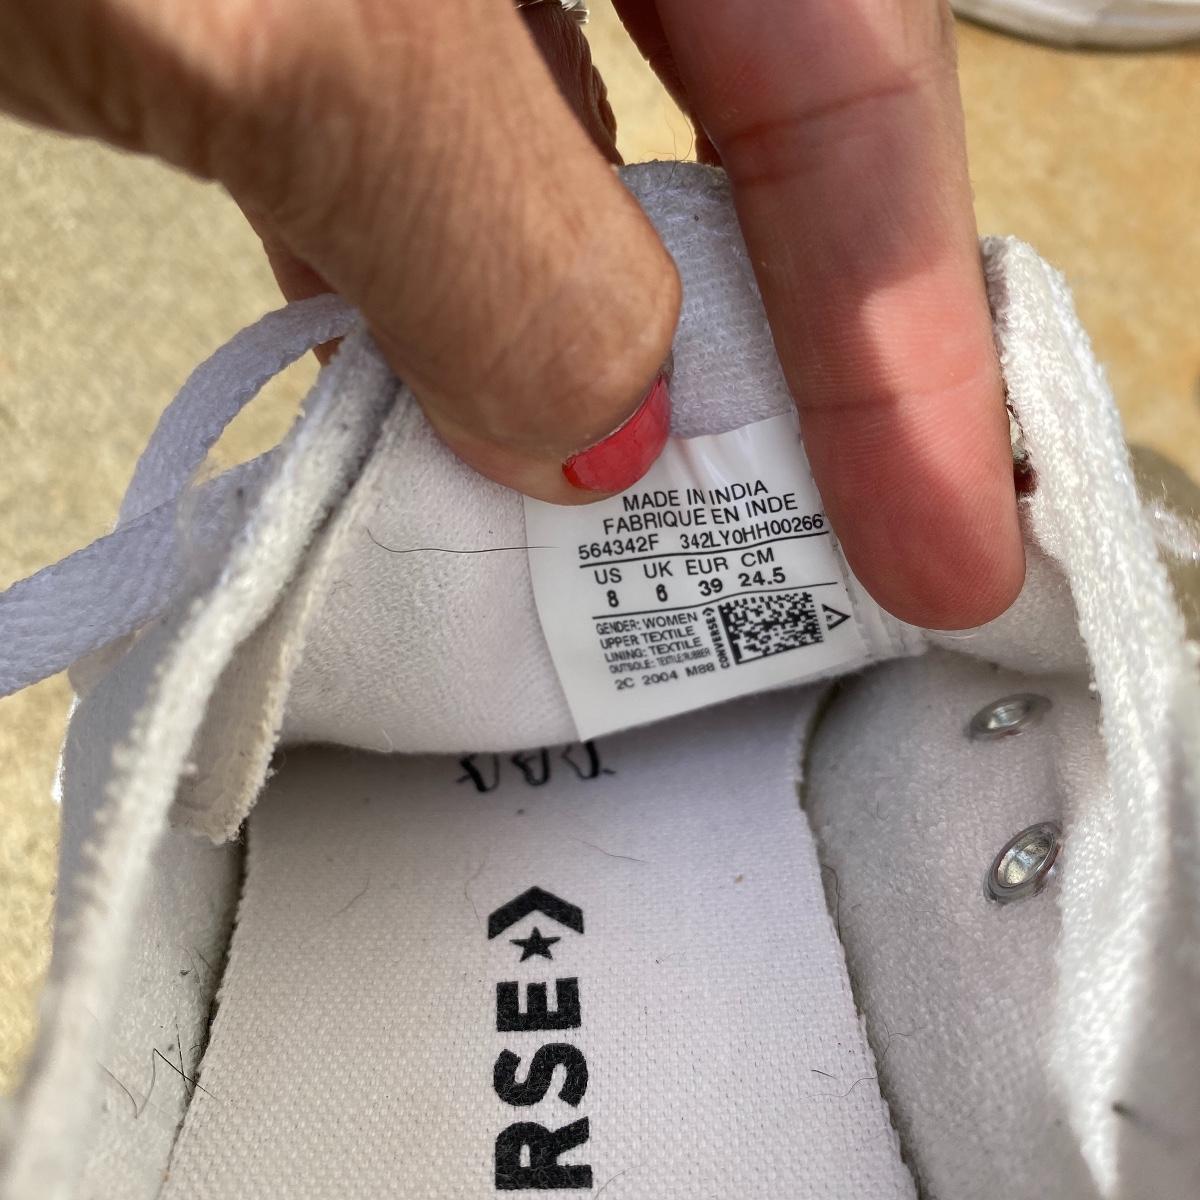 MADE IN INDIA
FABRIQUE EN INDE
564342F 342LY0HH00266
US UK EUR CM
8 6 39 24.5
GENDER: WOMEN
UPPER TEXTILE
LINING: TEXTILE
OUTSOLE: TEXTILE/RUBBER
2C 2004 M88
CONVERSE
RSE